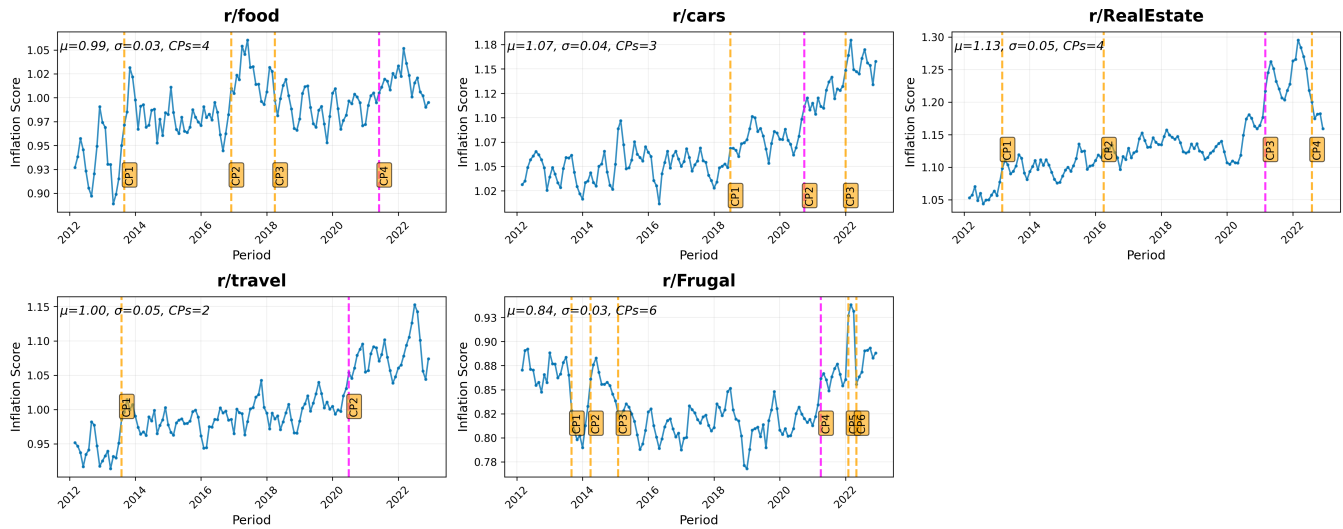 r/food
μ=0.99, σ=0.03, CPs=4
Inflation Score
1.05
1.02
1.00
0.97
0.95
0.93
0.90
CP1
CP2
CP3
CP4
2012
2014
2016
2018
2020
2022
Period
r/cars
μ=1.07, σ=0.04, CPs=3
Inflation Score
1.18
1.15
1.12
1.10
1.07
1.05
1.02
CP1
CP2
CP3
2012
2014
2016
2018
2020
2022
Period
r/RealEstate
μ=1.13, σ=0.05, CPs=4
Inflation Score
1.30
1.25
1.20
1.15
1.10
1.05
CP1
CP2
CP3
CP4
2012
2014
2016
2018
2020
2022
Period
r/travel
μ=1.00, σ=0.05, CPs=2
Inflation Score
1.15
1.10
1.05
1.00
0.95
CP1
CP2
2012
2014
2016
2018
2020
2022
Period
r/Frugal
μ=0.84, σ=0.03, CPs=6
Inflation Score
0.93
0.90
0.88
0.85
0.82
0.80
0.78
CP1
CP2
CP3
CP4
CP5
CP6
2012
2014
2016
2018
2020
2022
Period